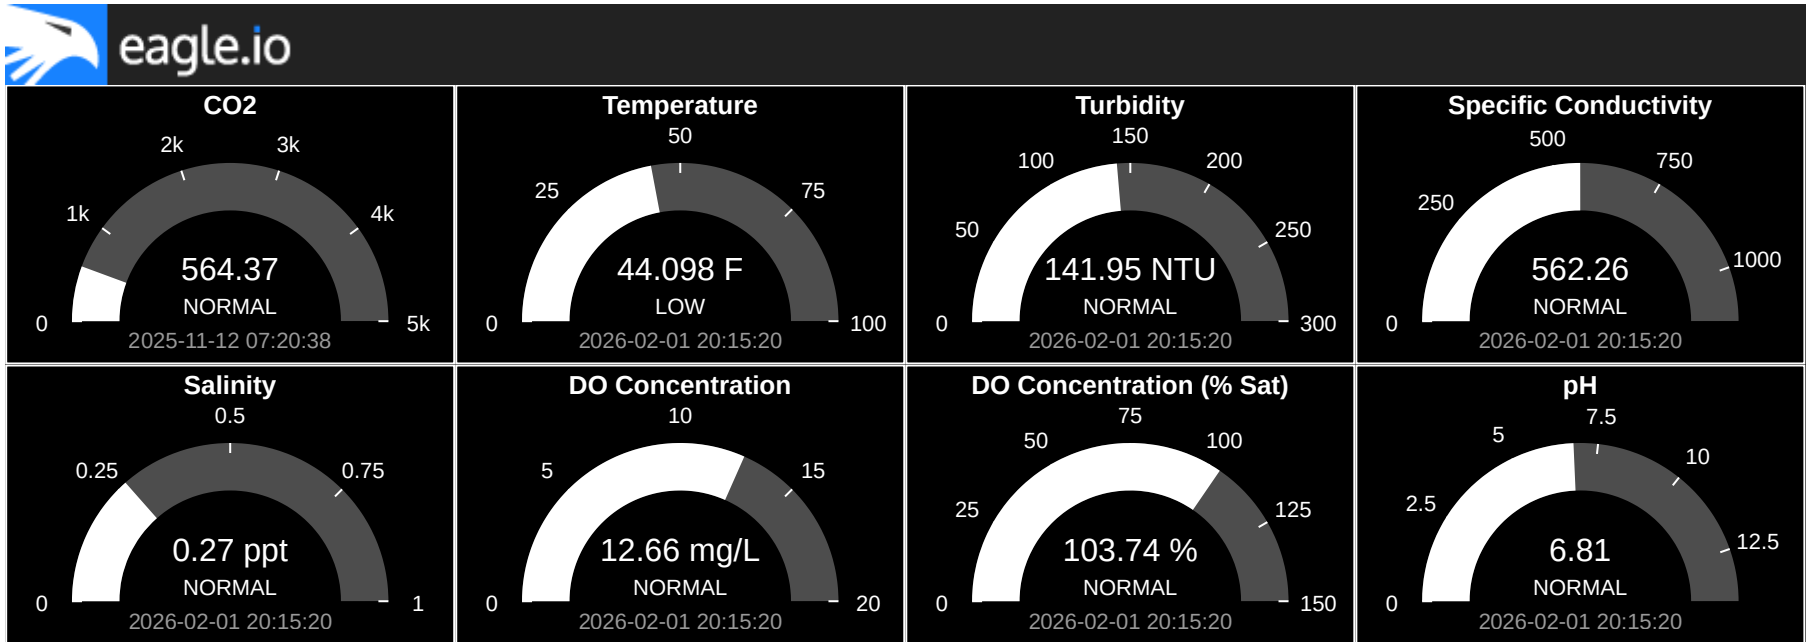 eagle.io
CO2
0
1k
2k
3k
4k
5k
564.37
NORMAL
2025-11-12 07:20:38
Temperature
0
25
50
75
100
44.098 F
LOW
2026-02-01 20:15:20
Turbidity
0
50
100
150
200
250
300
141.95 NTU
NORMAL
2026-02-01 20:15:20
Specific Conductivity
0
250
500
750
1000
562.26
NORMAL
2026-02-01 20:15:20
Salinity
0
0.25
0.5
0.75
1
0.27 ppt
NORMAL
2026-02-01 20:15:20
DO Concentration
0
5
10
15
20
12.66 mg/L
NORMAL
2026-02-01 20:15:20
DO Concentration (% Sat)
0
25
50
75
100
125
150
103.74 %
NORMAL
2026-02-01 20:15:20
pH
0
2.5
5
7.5
10
12.5
6.81
NORMAL
2026-02-01 20:15:20